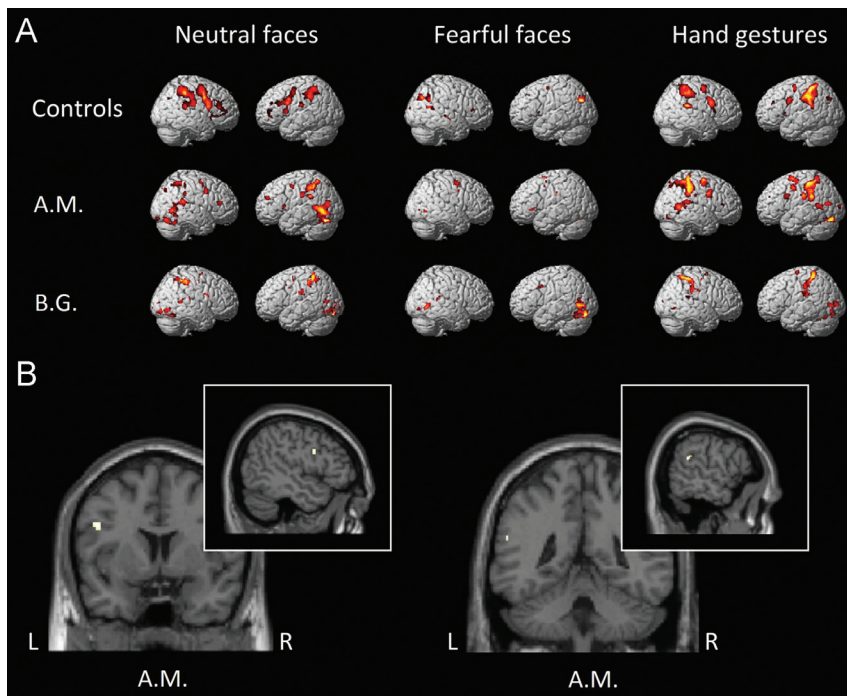 A
Neutral faces Fearful faces Hand gestures
Controls
A.M.
B.G.
B
L R L R
A.M. A.M.